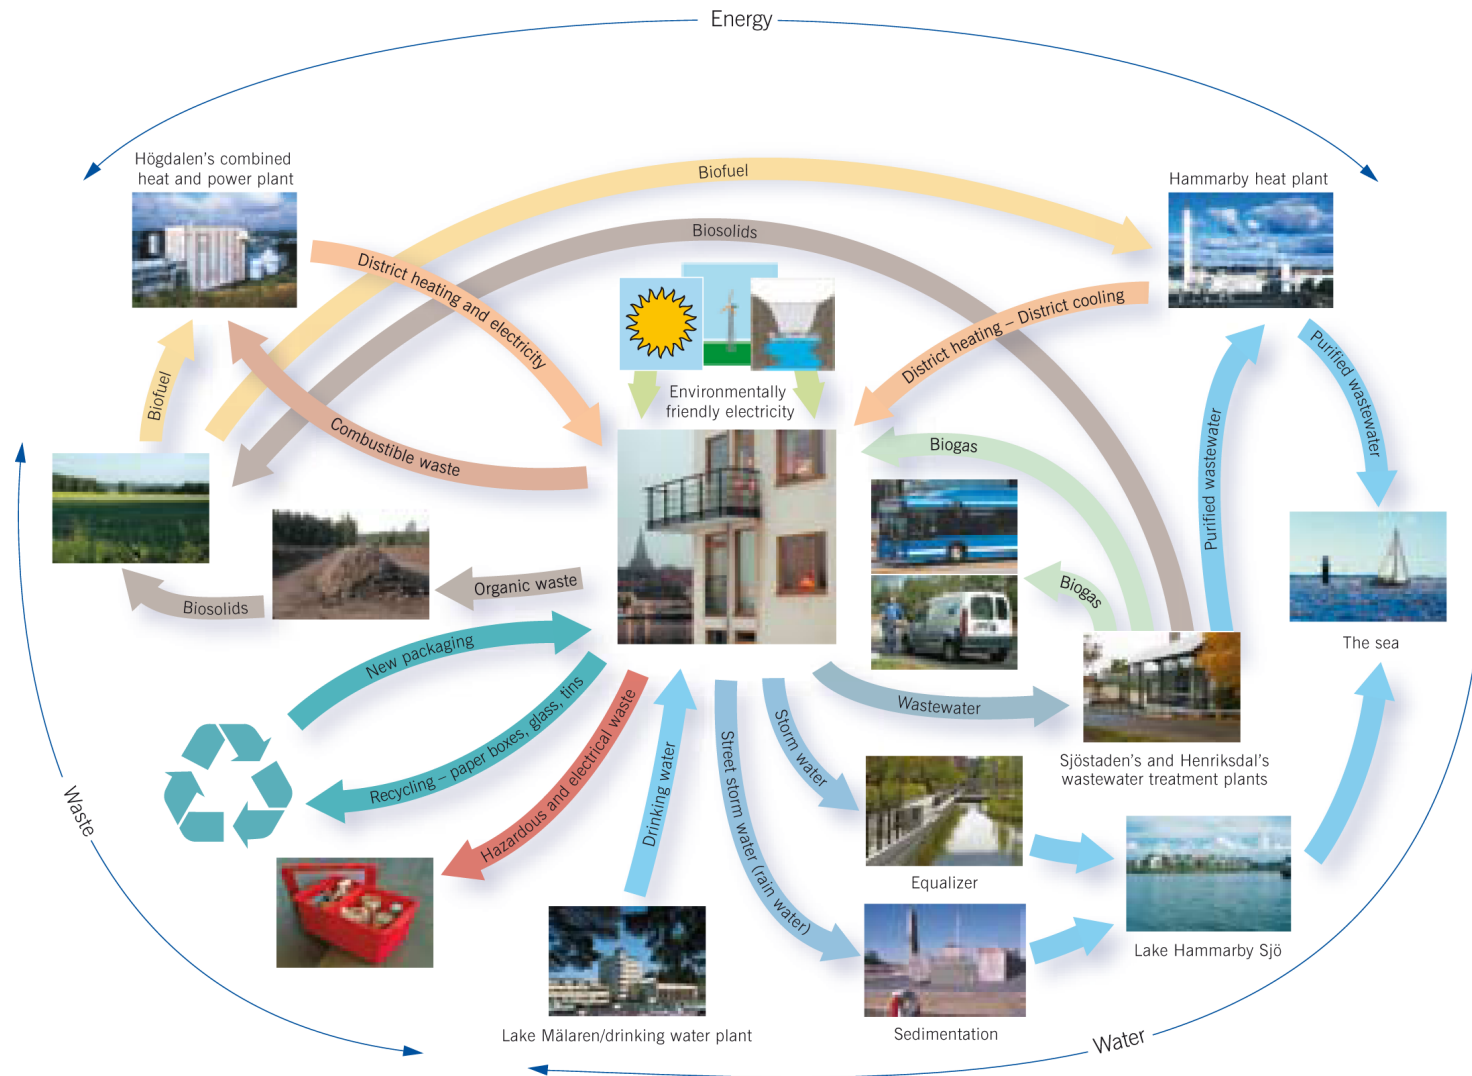 Energy
Högdalen's combined
heat and power plant
Hammarby heat plant
Biofuel
Biosolids
District heating and electricity
District heating – District cooling
Environmentally
friendly electricity
Biofuel
Combustible waste
Purified wastewater
Purified wastewater
Biogas
Biogas
Organic waste
Biosolids
The sea
New packaging
Recycling – paper boxes, glass, tins
Hazardous and electrical waste
Drinking water
Street storm water (rain water)
Storm water
Wastewater
Sjöstaden's and Henriksdal's
wastewater treatment plants
Waste
Equalizer
Lake Hammarby Sjö
Lake Mälaren/drinking water plant
Sedimentation
Water